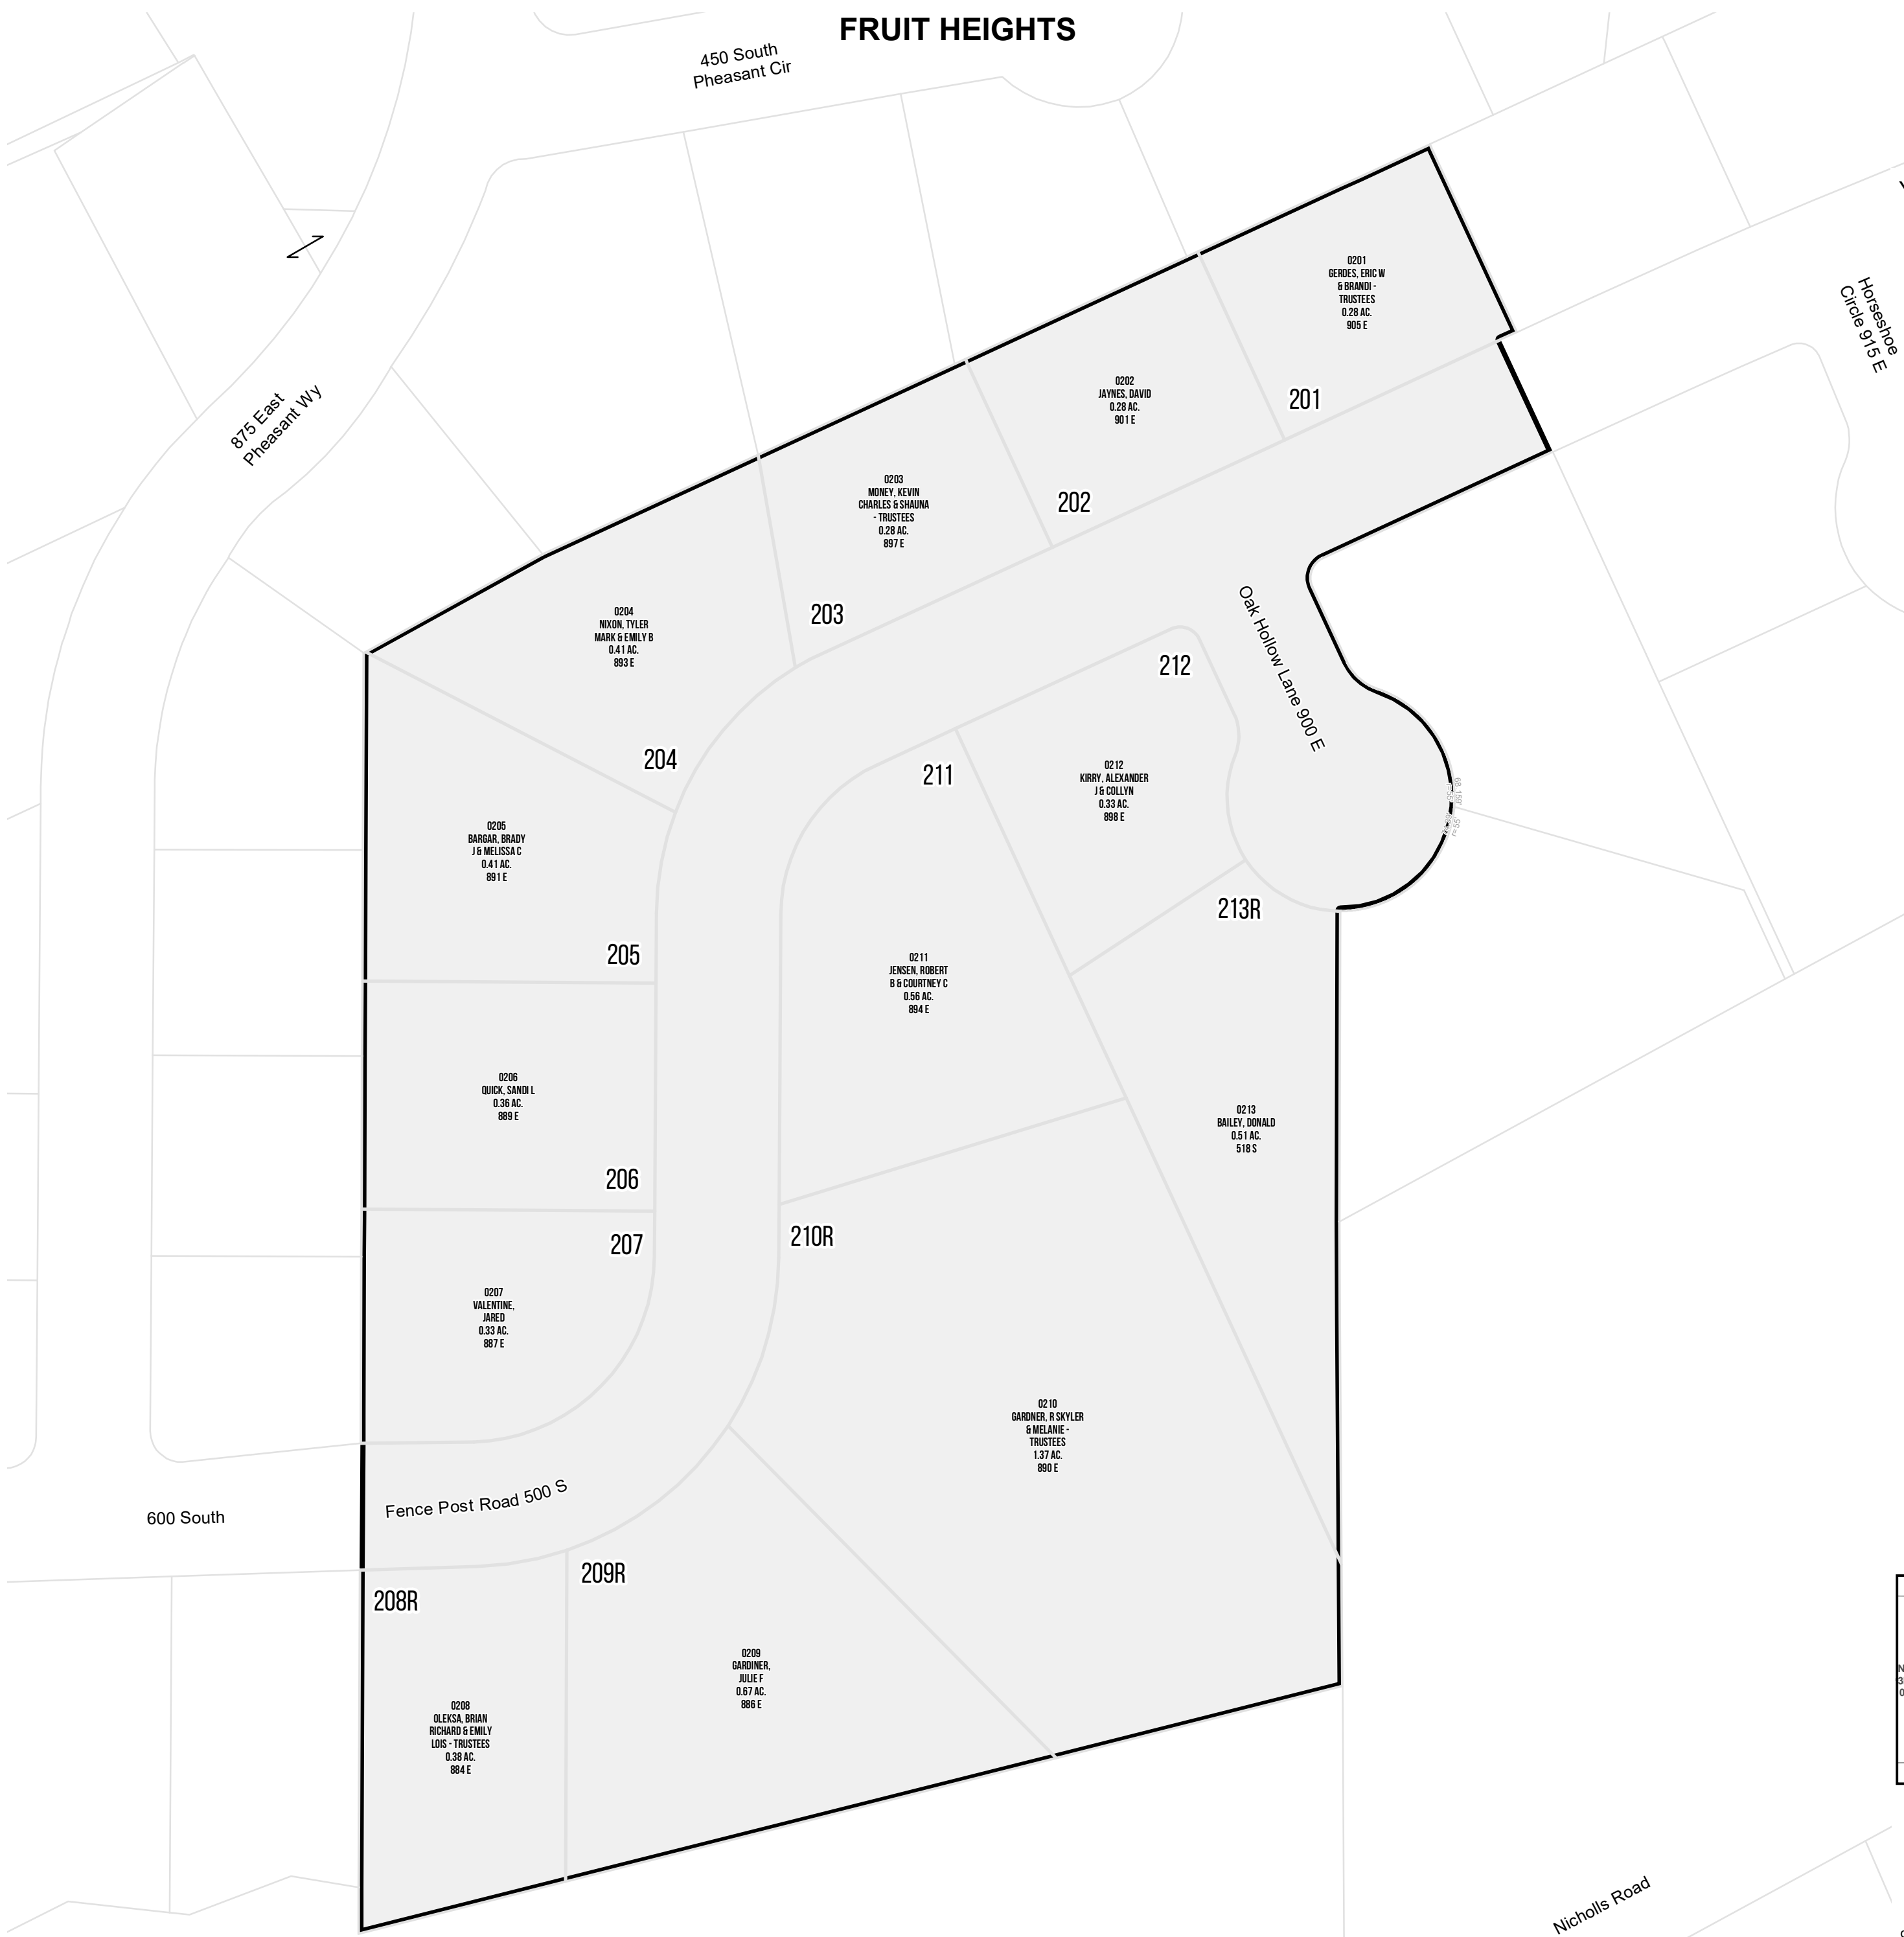 FRUIT HEIGHTS
450 South
Pheasant Cir
875 East
Pheasant Wy
Horseshoe
Circle 915 E
0201
GERDES, ERIC W
& BRANDI -
TRUSTEES
0.28 AC.
905 E
201
0202
JAYNES, DAVID
0.28 AC.
901 E
202
0203
MONEY, KEVIN
CHARLES & SHAUNA
- TRUSTEES
0.28 AC.
897 E
203
0204
NIXON, TYLER
MARK & EMILY B
0.41 AC.
893 E
204
Oak Hollow Lane 900 E
212
211
0212
KIRRY, ALEXANDER
J & COLLYN
0.33 AC.
898 E
0205
BARGAR, BRADY
J & MELISSA C
0.41 AC.
891 E
205
213R
0211
JENSEN, ROBERT
B & COURTNEY C
0.56 AC.
894 E
0206
QUICK, SANDI L
0.36 AC.
889 E
206
0213
BAILEY, DONALD
0.51 AC.
518 S
207
210R
0207
VALENTINE,
JARED
0.33 AC.
887 E
0210
GARDNER, R SKYLER
& MELANIE -
TRUSTEES
1.37 AC.
890 E
Fence Post Road 500 S
600 South
208R
209R
0209
GARDINER,
JULIE F
0.67 AC.
886 E
0208
OLEKSA, BRIAN
RICHARD & EMILY
LOIS - TRUSTEES
0.38 AC.
884 E
Nicholls Road